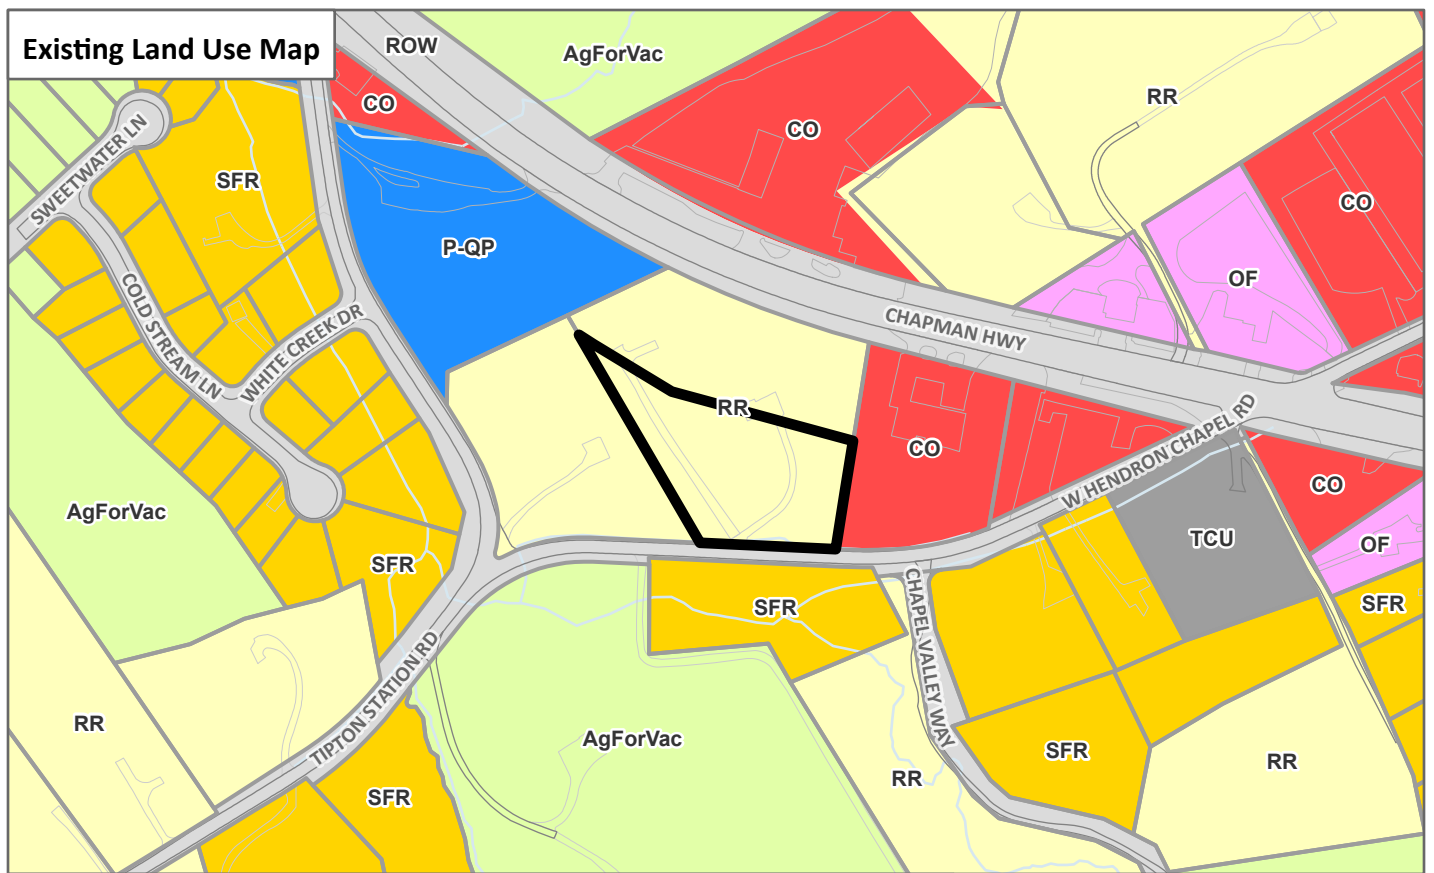 Existing Land Use Map
ROW
AgForVac
CO
CO
RR
SWEETWATER LN
SFR
CO
P-QP
OF
COLD STREAM LN
WHITE CREEK DR
CHAPMAN HWY
RR
CO
W HENDRON CHAPEL RD
CO
AgForVac
TCU
OF
SFR
SFR
SFR
CHAPEL VALLEY WAY
TIPTON STATION RD
RR
AgForVac
SFR
RR
RR
SFR